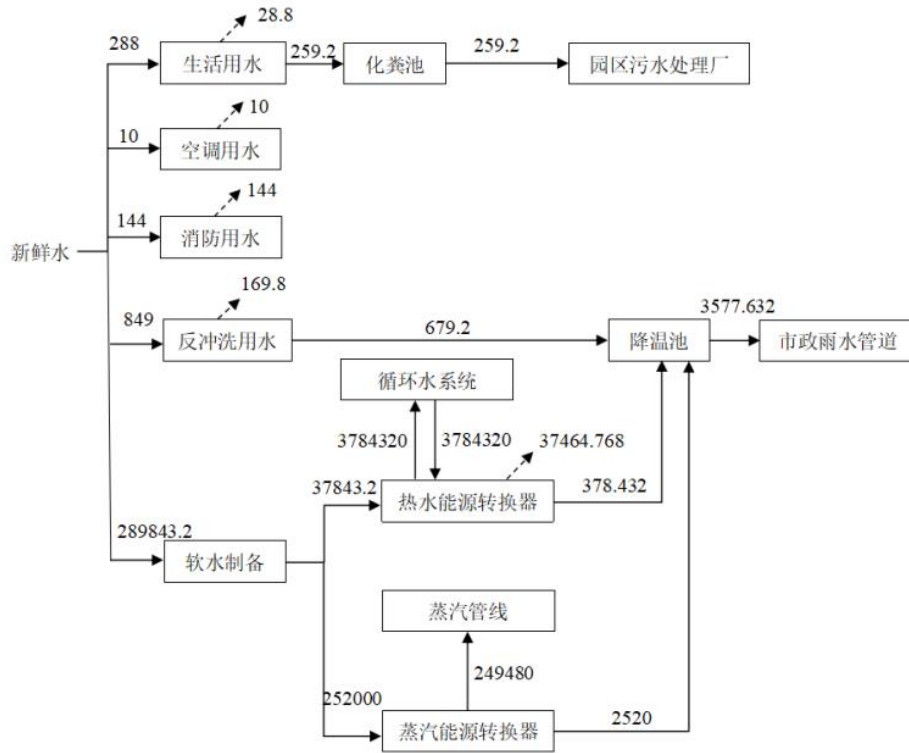 28.8
288
生活用水
259.2
化粪池
259.2
园区污水处理厂
10
10
空调用水
144
144
消防用水
新鲜水
169.8
849
反冲洗用水
679.2
降温池
3577.632
市政雨水管道
循环水系统
3784320
3784320
37464.768
37843.2
热水能源转换器
378.432
289843.2
软水制备
蒸汽管线
249480
252000
蒸汽能源转换器
2520